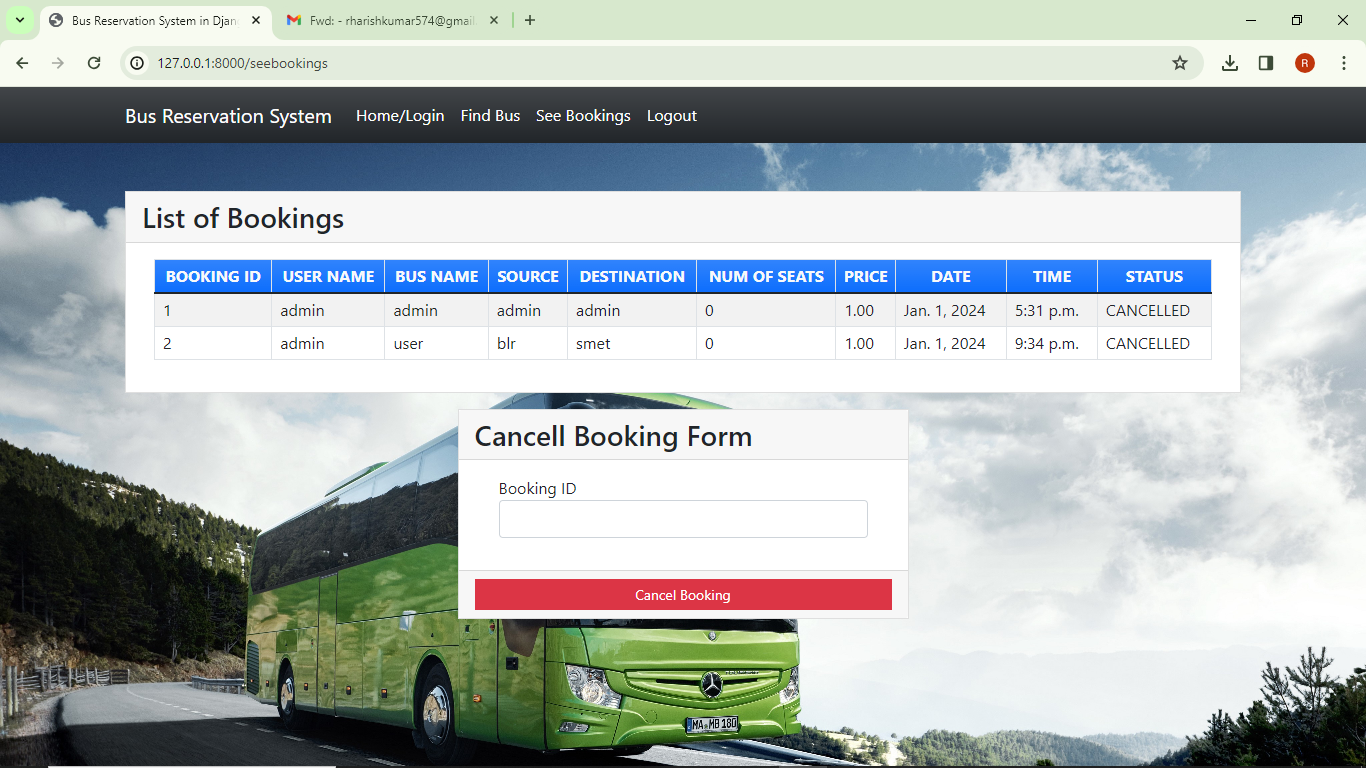 Bus Reservation System in Djan
Fwd: - rharishkumar574@gmail
127.0.0.1:8000/seebookings
R
Bus Reservation System Home/Login Find Bus See Bookings Logout
List of Bookings
BOOKING ID USER NAME BUS NAME SOURCE DESTINATION NUM OF SEATS PRICE DATE TIME STATUS
1 admin admin admin admin 0 1.00 Jan. 1, 2024 5:31 p.m. CANCELLED
2 admin user blr smet 0 1.00 Jan. 1, 2024 9:34 p.m. CANCELLED
Cancell Booking Form
Booking ID
Cancel Booking
MA MB 180